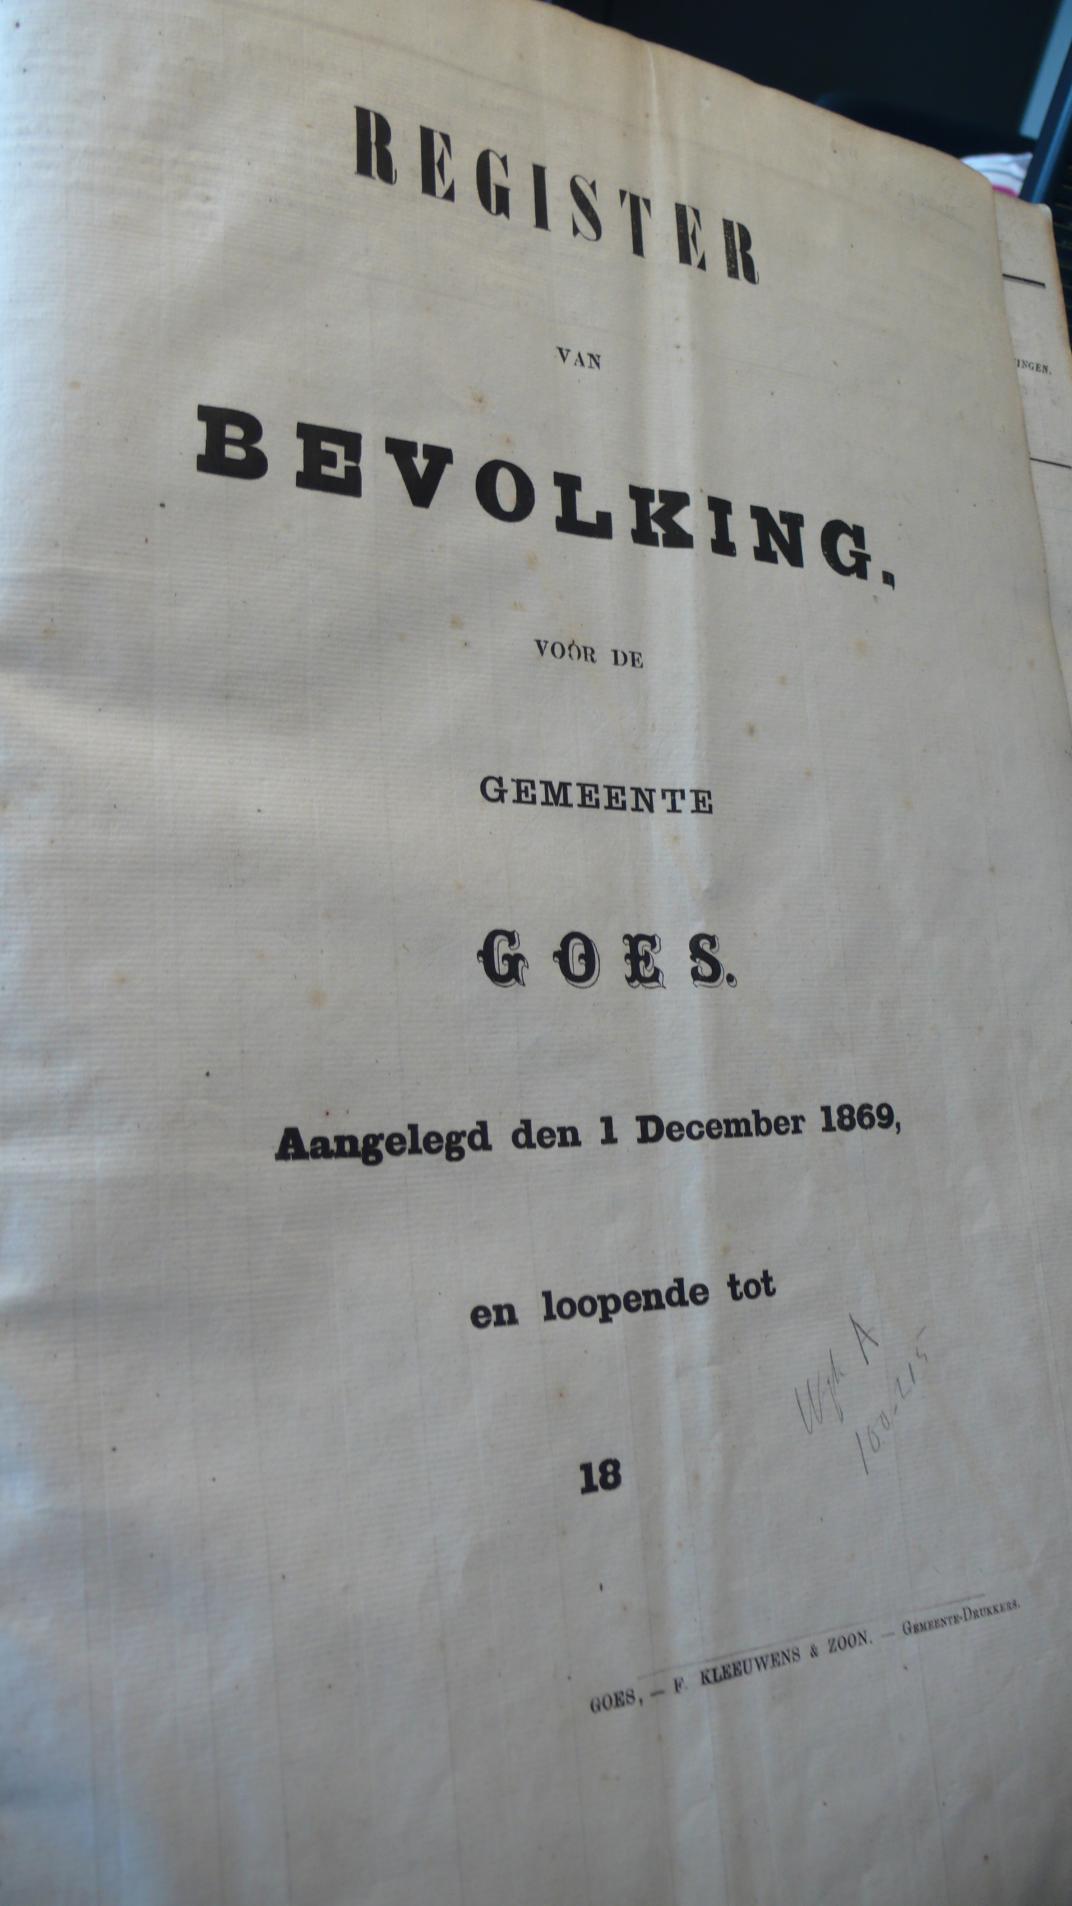 REGISTER
VAN
BEVOLKING.
VOOR DE
GEMEENTE
GOES.
Aangelegd den 1 December 1869,
en loopende tot
Wijk A
100-215
18
GOES, — F. KLEEUWENS & ZOON. — GEMEENTE-DRUKKERS.
INGEN.